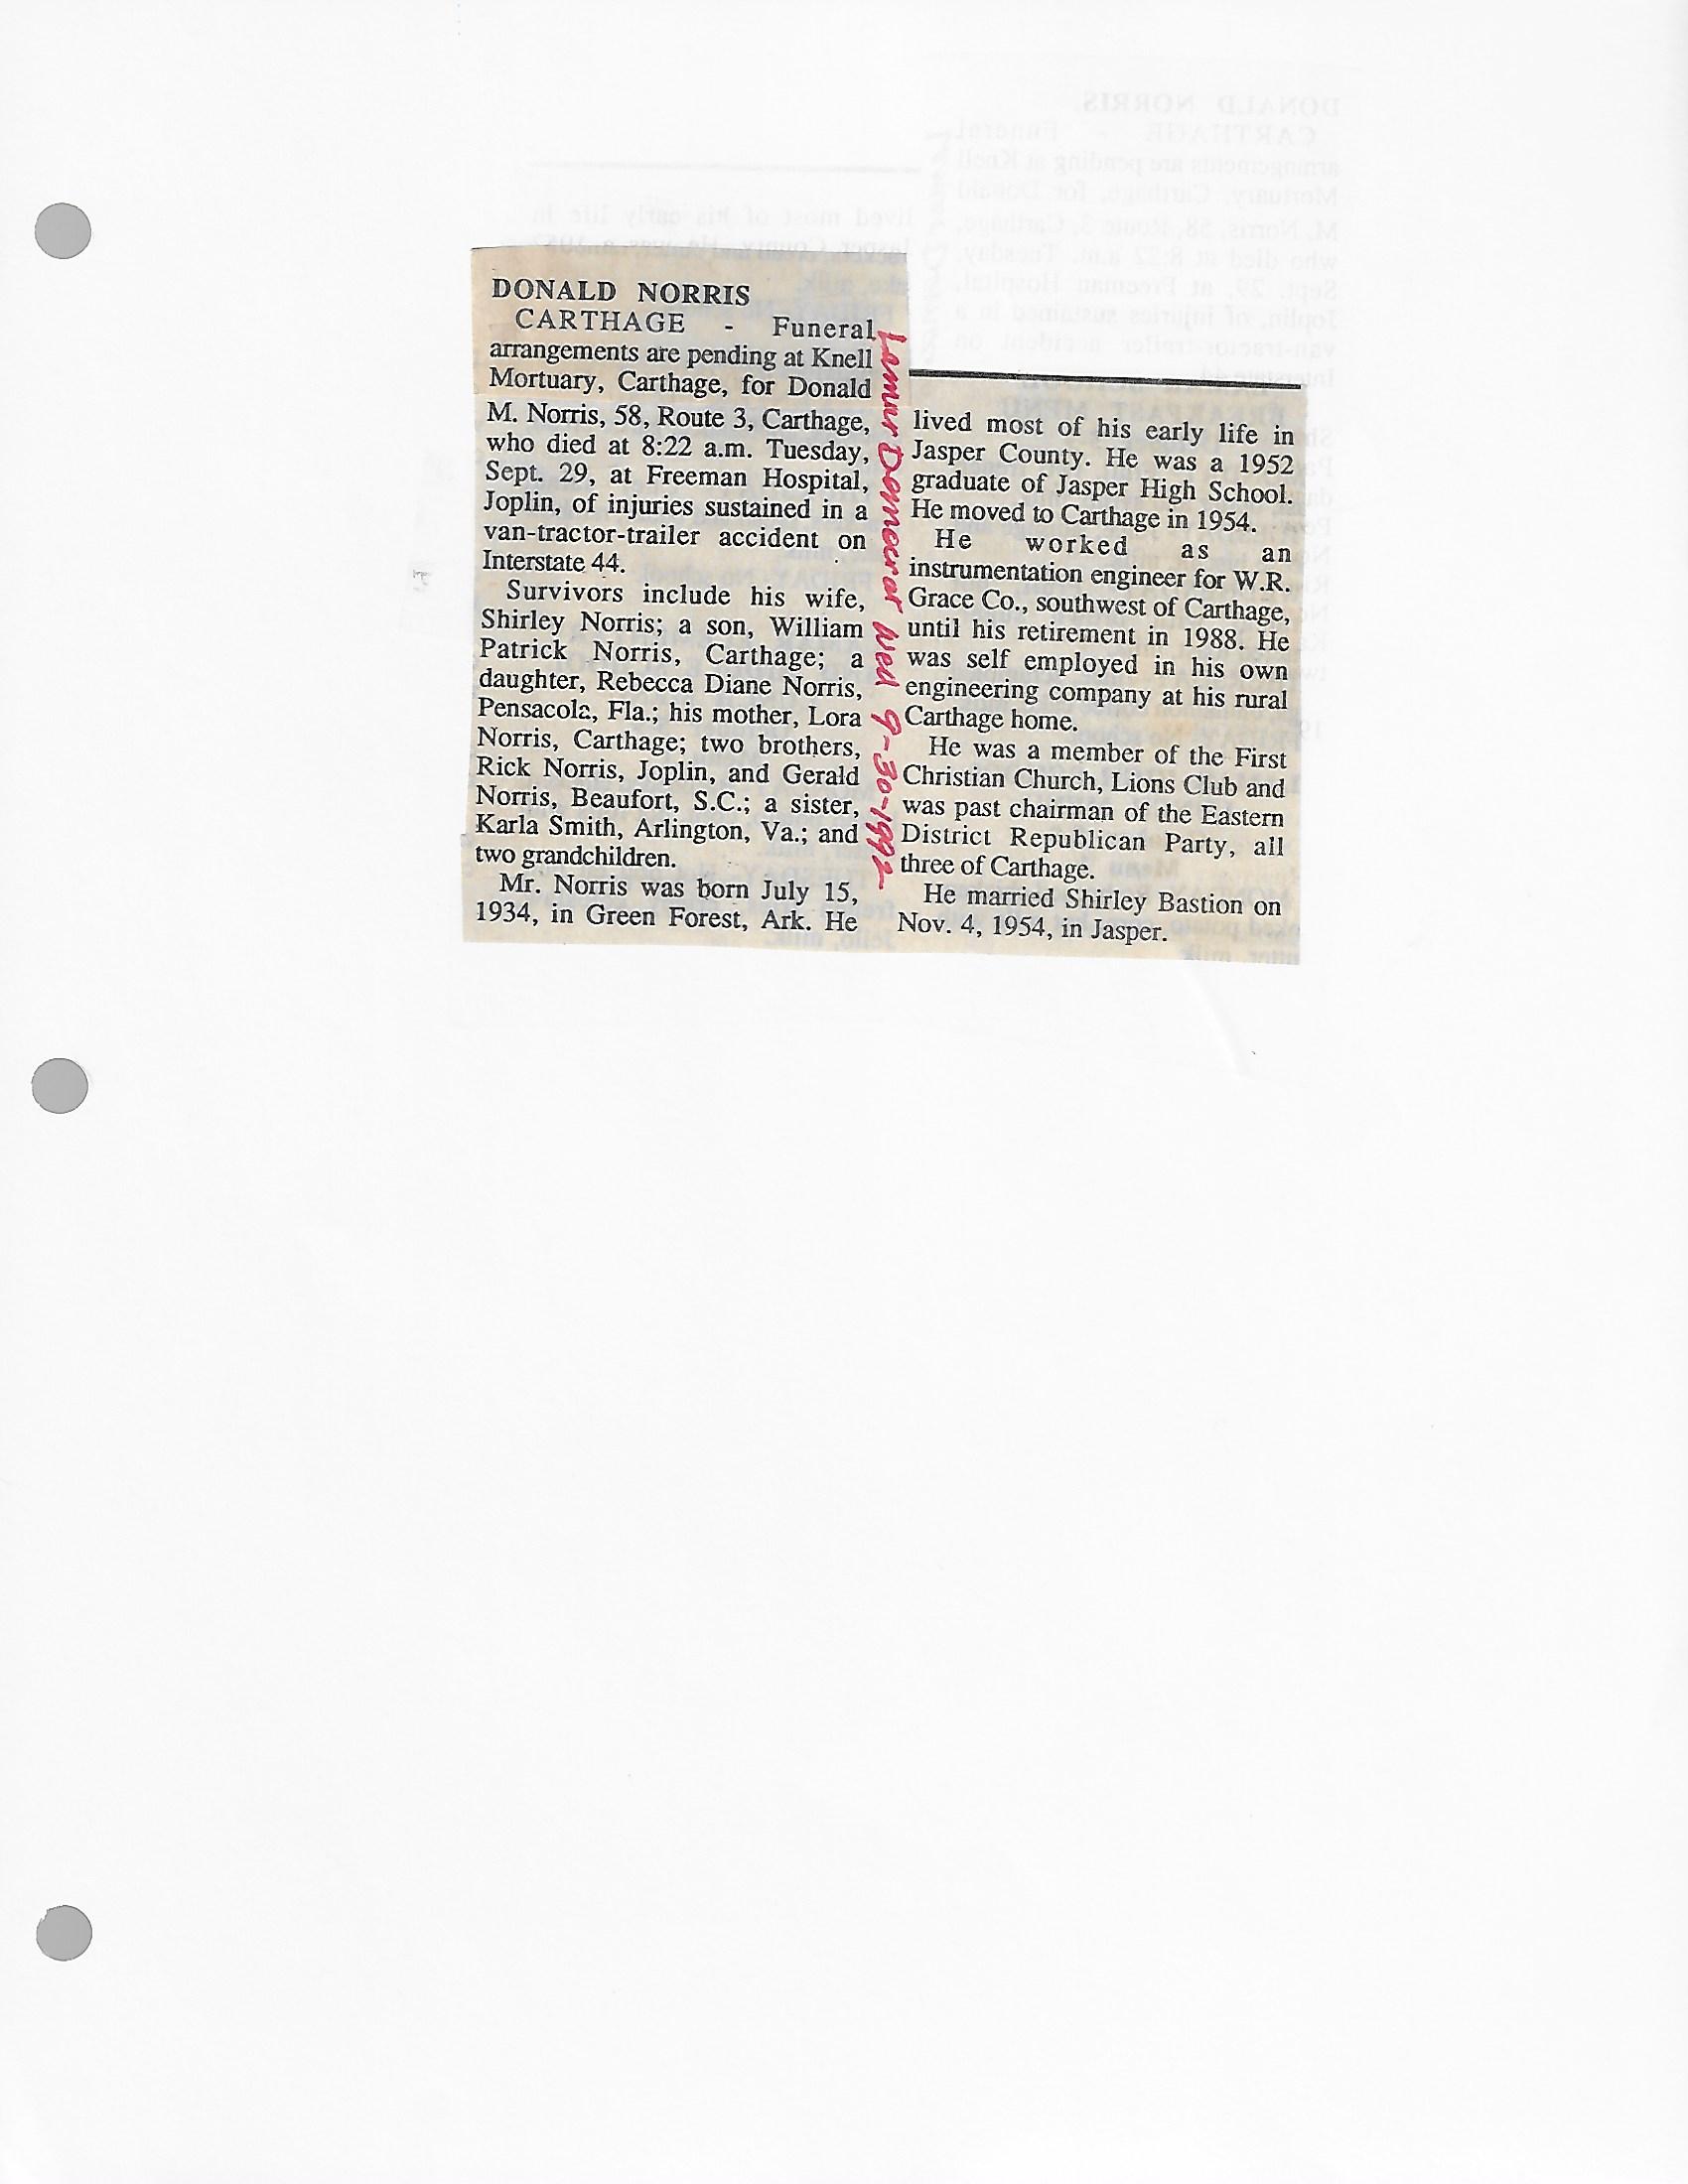 DONALD NORRIS
CARTHAGE - Funeral
arrangements are pending at Knell
Mortuary, Carthage, for Donald
M. Norris, 58, Route 3, Carthage,
who died at 8:22 a.m. Tuesday,
Sept. 29, at Freeman Hospital,
Joplin, of injuries sustained in a
van-tractor-trailer accident on
Interstate 44.
Survivors include his wife,
Shirley Norris; a son, William
Patrick Norris, Carthage; a
daughter, Rebecca Diane Norris,
Pensacola, Fla.; his mother, Lora
Norris, Carthage; two brothers,
Rick Norris, Joplin, and Gerald
Norris, Beaufort, S.C.; a sister,
Karla Smith, Arlington, Va.; and
two grandchildren.
Mr. Norris was born July 15,
1934, in Green Forest, Ark. He
Lamar Democrat Wed 9-30-1992
lived most of his early life in
Jasper County. He was a 1952
graduate of Jasper High School.
He moved to Carthage in 1954.
He worked as an
instrumentation engineer for W.R.
Grace Co., southwest of Carthage,
until his retirement in 1988. He
was self employed in his own
engineering company at his rural
Carthage home.
He was a member of the First
Christian Church, Lions Club and
was past chairman of the Eastern
District Republican Party, all
three of Carthage.
He married Shirley Bastion on
Nov. 4, 1954, in Jasper.